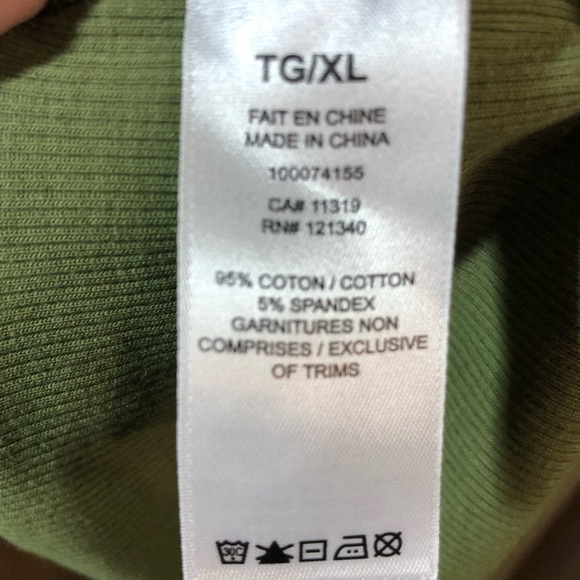 TG/XL
FAIT EN CHINE
MADE IN CHINA
100074155
CA# 11319
RN# 121340
95% COTON / COTTON
5% SPANDEX
GARNITURES NON
COMPRISES / EXCLUSIVE
OF TRIMS
30C